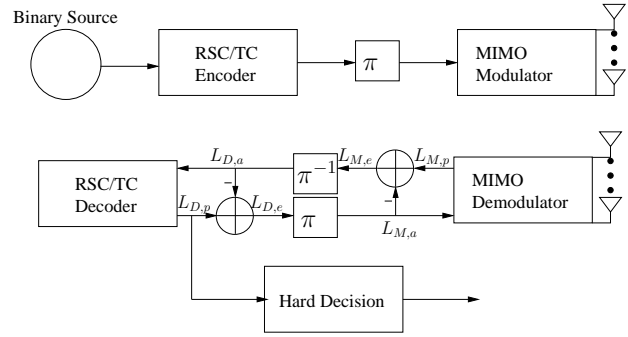 Binary Source
RSC/TC
Encoder
π
MIMO
Modulator
RSC/TC
Decoder
L_{D,a}
π^{-1}
L_{M,e}
L_{M,p}
MIMO
Demodulator
-
L_{D,p}
L_{D,e}
π
-
L_{M,a}
Hard Decision